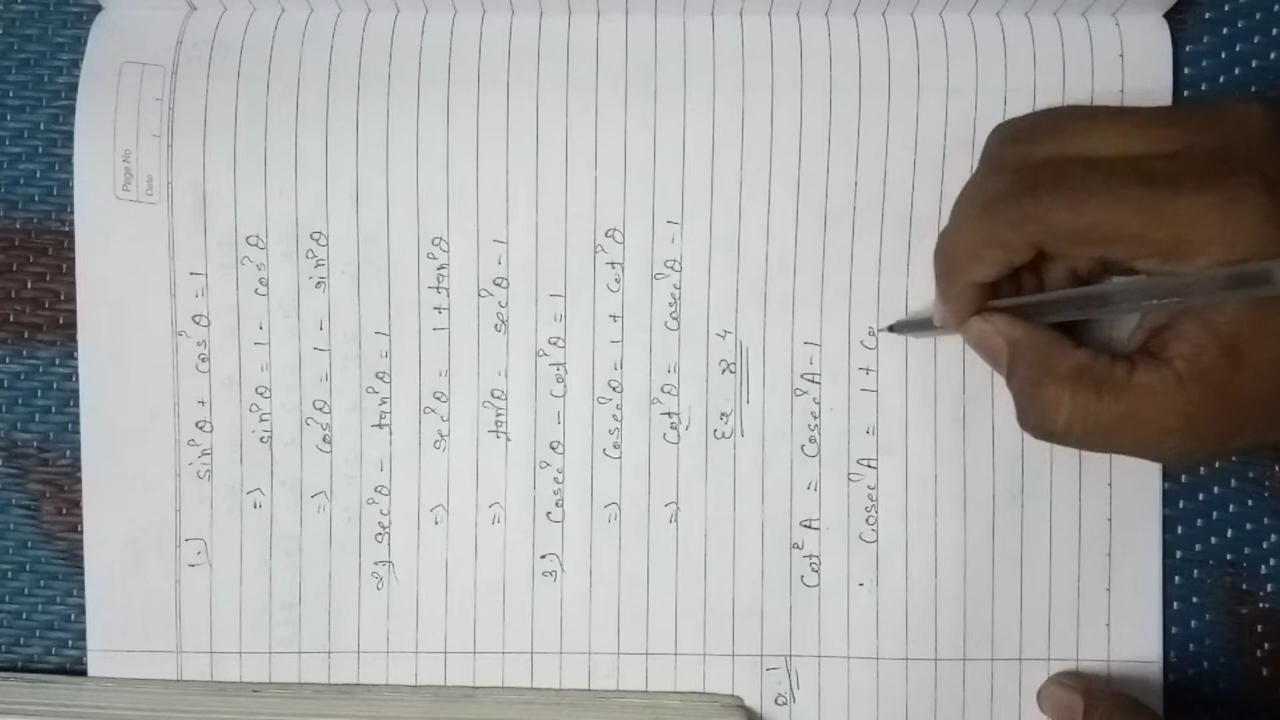 Page No
Date
1.) sin²θ + cos²θ = 1
=> sin²θ = 1 - cos²θ
=> cos²θ = 1 - sin²θ
2) sec²θ - tan²θ = 1
=> sec²θ = 1 + tan²θ
=> tan²θ = sec²θ - 1
3.) Cosec²θ - Cot²θ = 1
=> Cosec²θ = 1 + Cot²θ
=> Cot²θ = Cosec²θ - 1
Ex 8.4
Q.1
Cot²A = Cosec²A - 1
∴ Cosec²A = 1 + Co